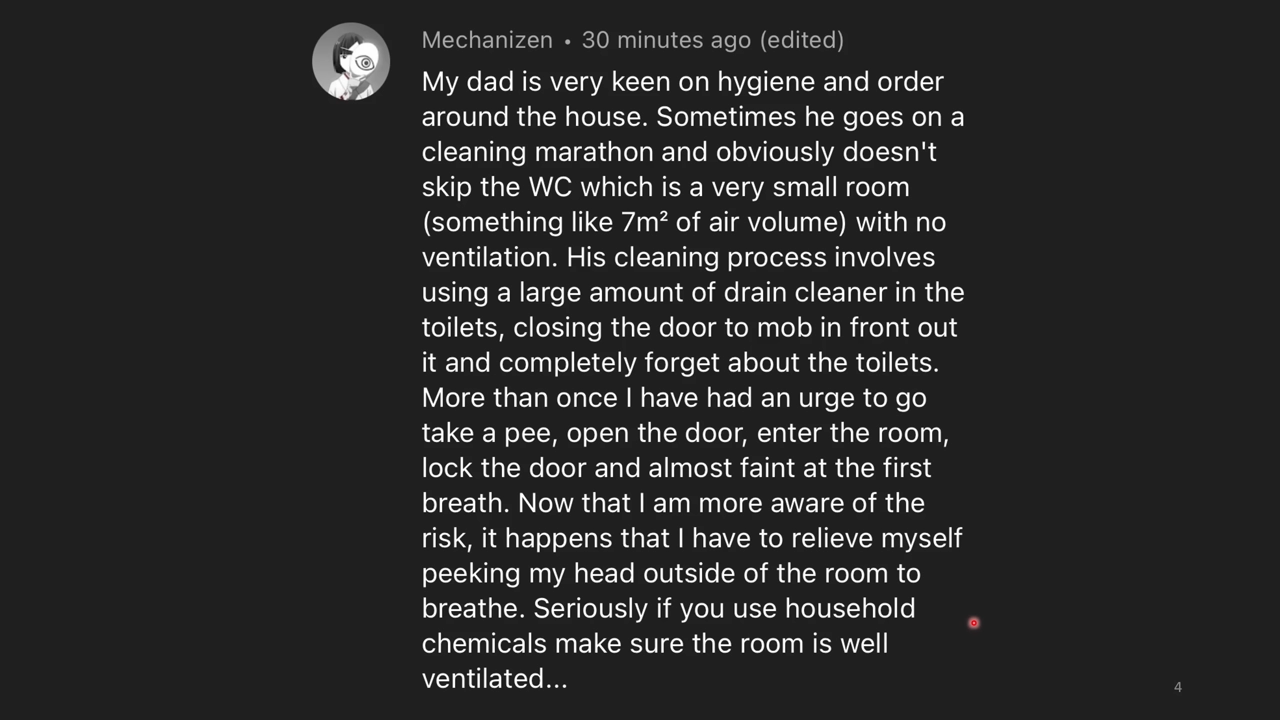 Mechanizen • 30 minutes ago (edited)
My dad is very keen on hygiene and order
around the house. Sometimes he goes on a
cleaning marathon and obviously doesn't
skip the WC which is a very small room
(something like 7m² of air volume) with no
ventilation. His cleaning process involves
using a large amount of drain cleaner in the
toilets, closing the door to mob in front out
it and completely forget about the toilets.
More than once I have had an urge to go
take a pee, open the door, enter the room,
lock the door and almost faint at the first
breath. Now that I am more aware of the
risk, it happens that I have to relieve myself
peeking my head outside of the room to
breathe. Seriously if you use household
chemicals make sure the room is well
ventilated...
4